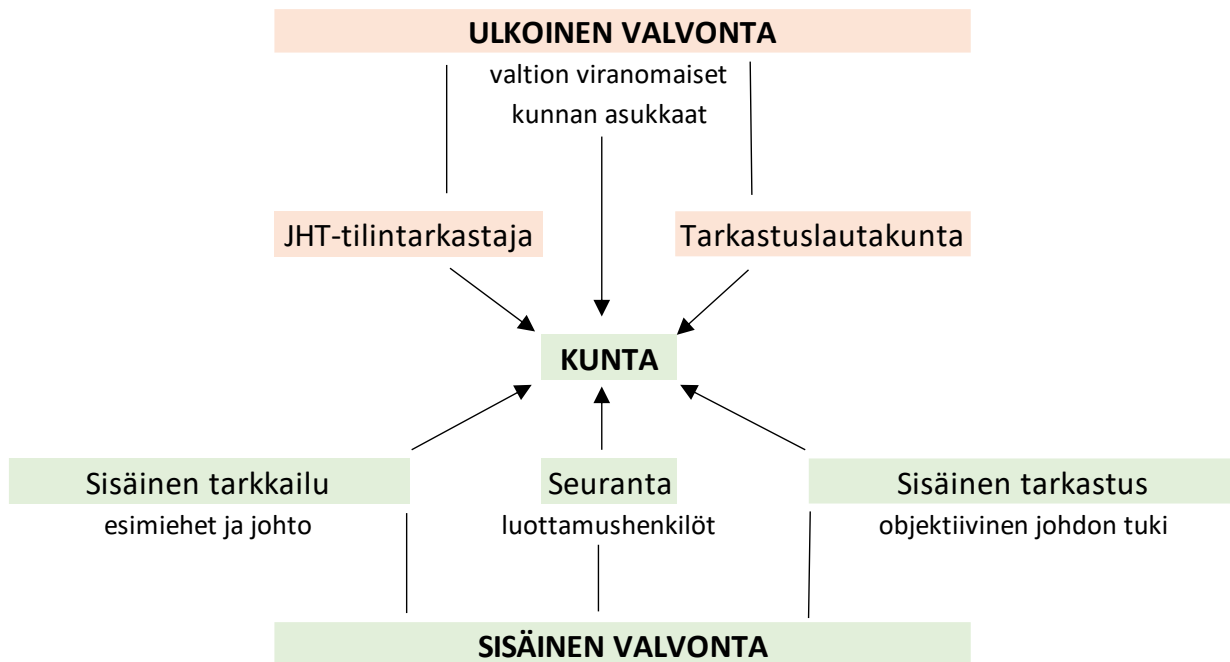 ULKOINEN VALVONTA
valtion viranomaiset
kunnan asukkaat
JHT-tilintarkastaja
Tarkastuslautakunta
KUNTA
Sisäinen tarkkailu
Seuranta
Sisäinen tarkastus
esimiehet ja johto
luottamushenkilöt
objektiivinen johdon tuki
SISÄINEN VALVONTA